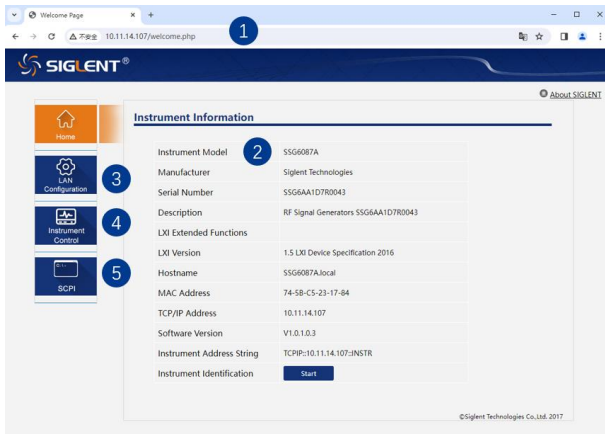 Welcome Page
不安全 10.11.14.107/welcome.php
1
SIGLENT®
About SIGLENT
Home
Instrument Information
Instrument Model 2 SSG6087A
Manufacturer Siglent Technologies
LAN
Configuration
3
Serial Number SSG6AA1D7R0043
Description RF Signal Generators SSG6AA1D7R0043
Instrument
Control
4
LXI Extended Functions
LXI Version 1.5 LXI Device Specification 2016
SCPI
5
Hostname SSG6087A.local
MAC Address 74-5B-C5-23-17-84
TCP/IP Address 10.11.14.107
Software Version V1.0.1.0.3
Instrument Address String TCPIP::10.11.14.107::INSTR
Instrument Identification Start
©Siglent Technologies Co.,Ltd. 2017